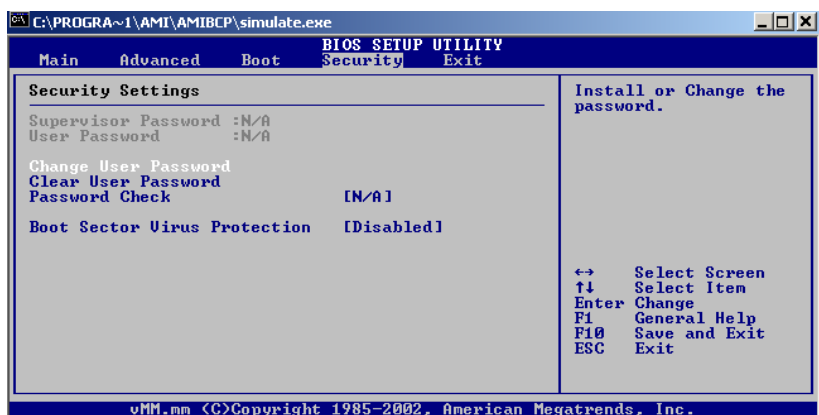 C:\PROGRA~1\AMI\AMIBCP\simulate.exe
BIOS SETUP UTILITY
Main Advanced Boot Security Exit
Security Settings
Supervisor Password :N/A
User Password :N/A
Change User Password
Clear User Password
Password Check [N/A]
Boot Sector Virus Protection [Disabled]
Install or Change the
password.
↔ Select Screen
↑↓ Select Item
Enter Change
F1 General Help
F10 Save and Exit
ESC Exit
vMM.mm (C)Copyright 1985-2002, American Megatrends, Inc.